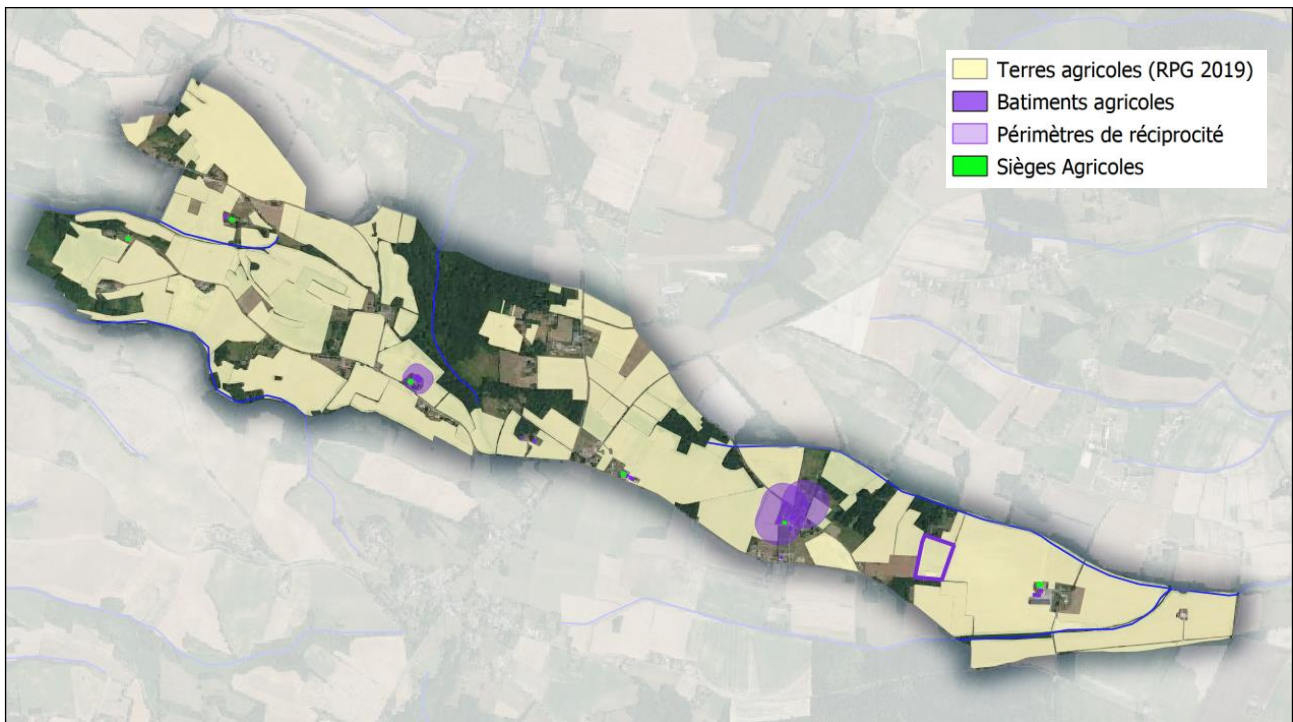 Terres agricoles (RPG 2019)
Batiments agricoles
Périmètres de réciprocité
Sièges Agricoles